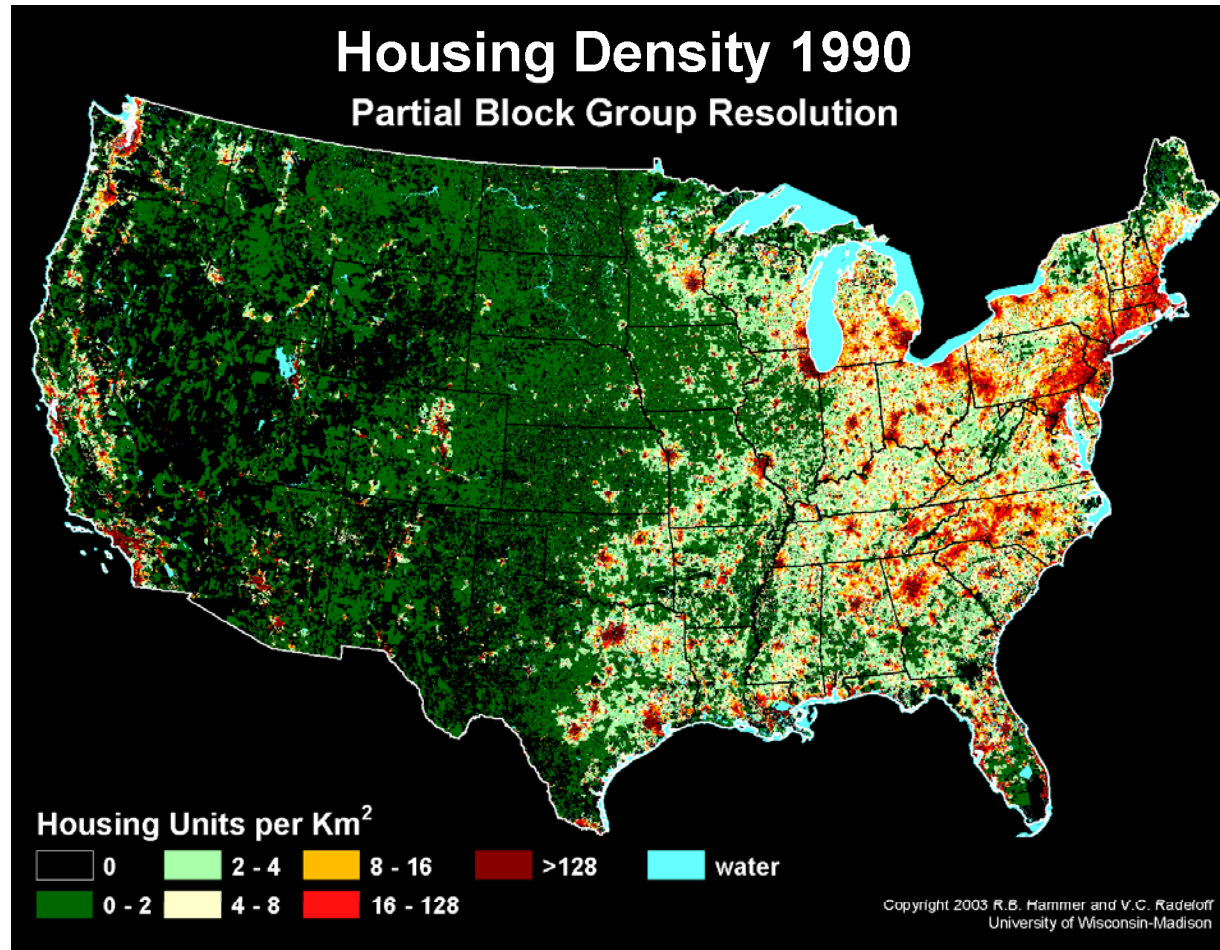 Housing Density 1990
Partial Block Group Resolution
Housing Units per Km²
0 2 - 4 8 - 16 >128 water
0 - 2 4 - 8 16 - 128
Copyright 2003 R.B. Hammer and V.C. Radeloff
University of Wisconsin-Madison